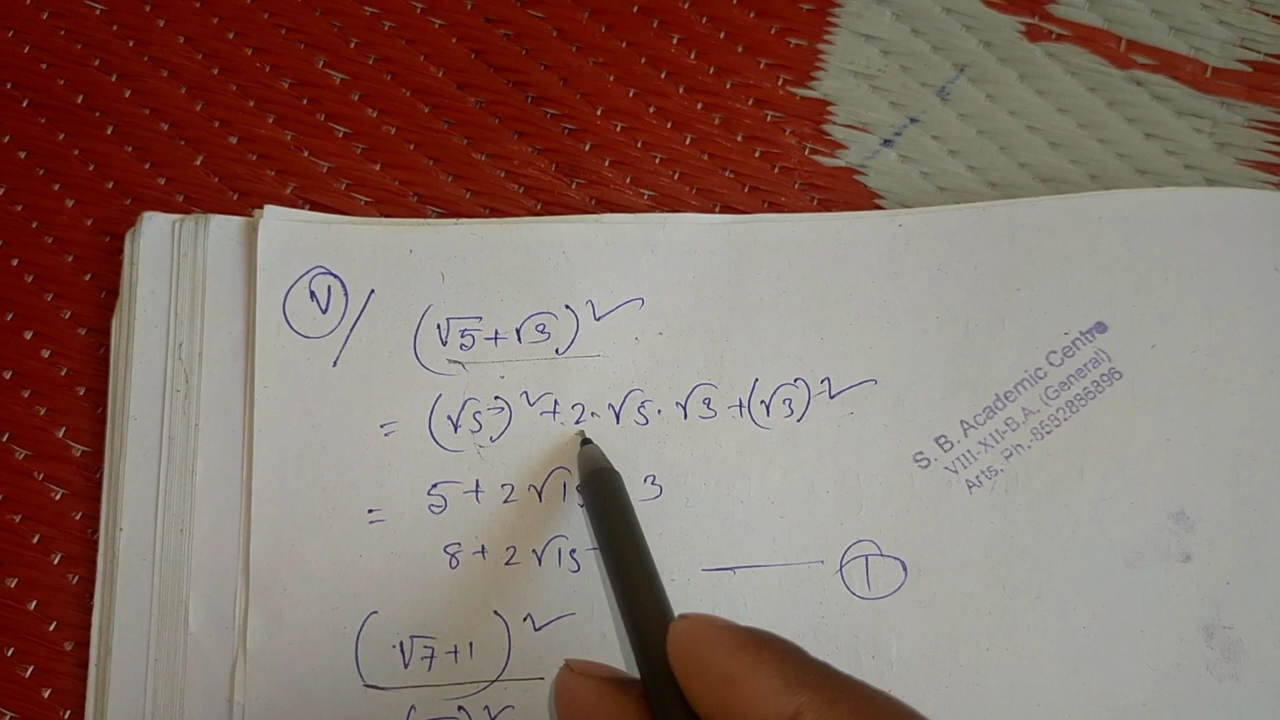 V/ (√5+√3)²
= (√5)² + 2·√5·√3 + (√3)²
= 5 + 2√15 3
8 + 2√15 —— I
(√7+1)²
S. B. Academic Centre
VIII-XII-B.A. (General)
Arts, Ph.-8532886896